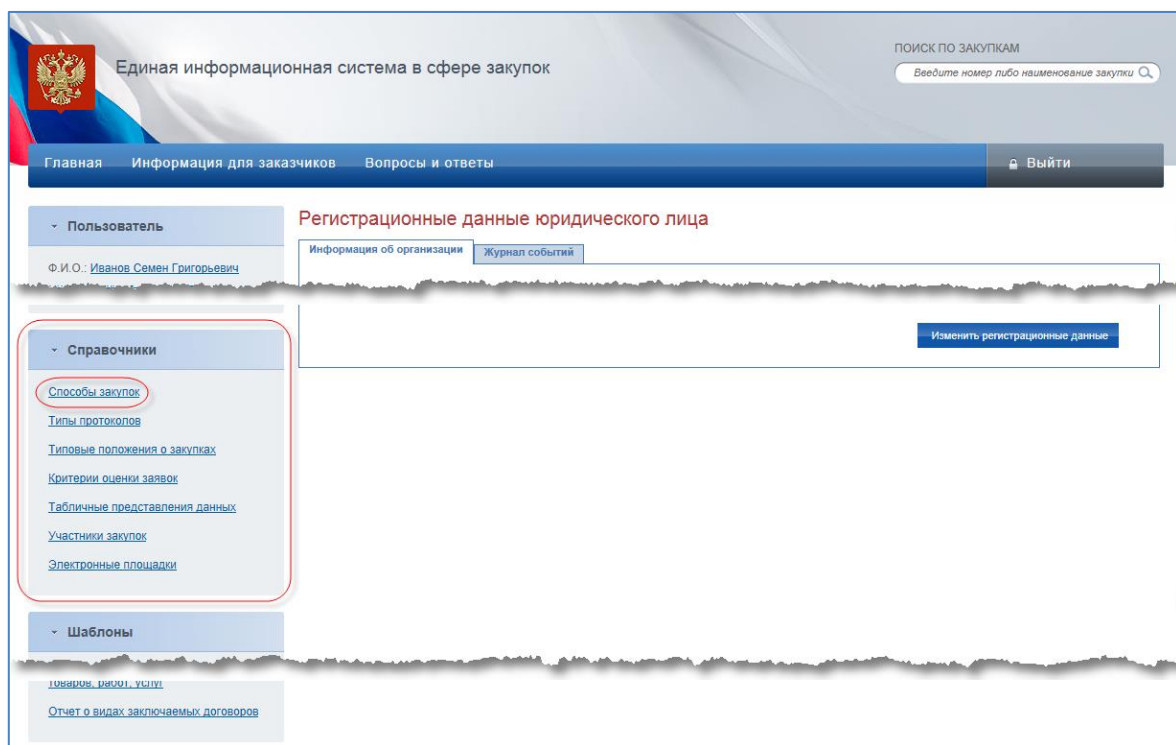 Единая информационная система в сфере закупок
ПОИСК ПО ЗАКУПКАМ
Введите номер либо наименование закупки
Главная Информация для заказчиков Вопросы и ответы Выйти
Пользователь
Ф.И.О.: Иванов Семен Григорьевич
Регистрационные данные юридического лица
Информация об организации Журнал событий
Изменить регистрационные данные
Справочники
Способы закупок
Типы протоколов
Типовые положения о закупках
Критерии оценки заявок
Табличные представления данных
Участники закупок
Электронные площадки
Шаблоны
товаров, работ, услуг
Отчет о видах заключаемых договоров